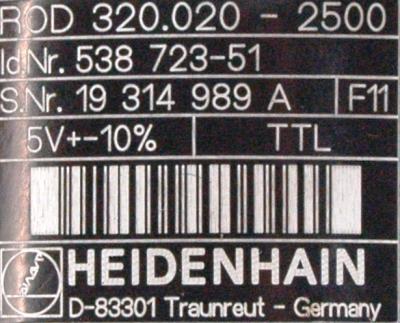 ROD 320.020 - 2500
Id.Nr. 538 723-51
S.Nr. 19 314 989 A F11
5V+-10% TTL
HEIDENHAIN
D-83301 Traunreut - Germany